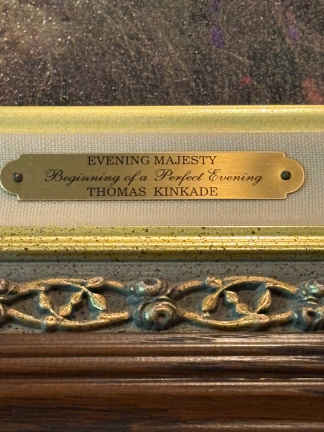 EVENING MAJESTY
Beginning of a Perfect Evening
THOMAS KINKADE